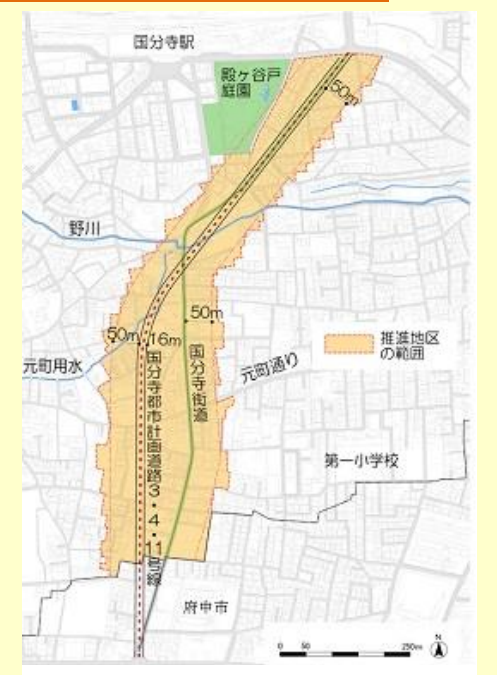 国分寺駅
殿ヶ谷戸
庭園
50m
野川
50m
50m
16m
元町用水
国分寺都市計画道路3・4・11号線
国分寺街道
元町通り
推進地区
の範囲
第一小学校
府中市
0 50 250m
N